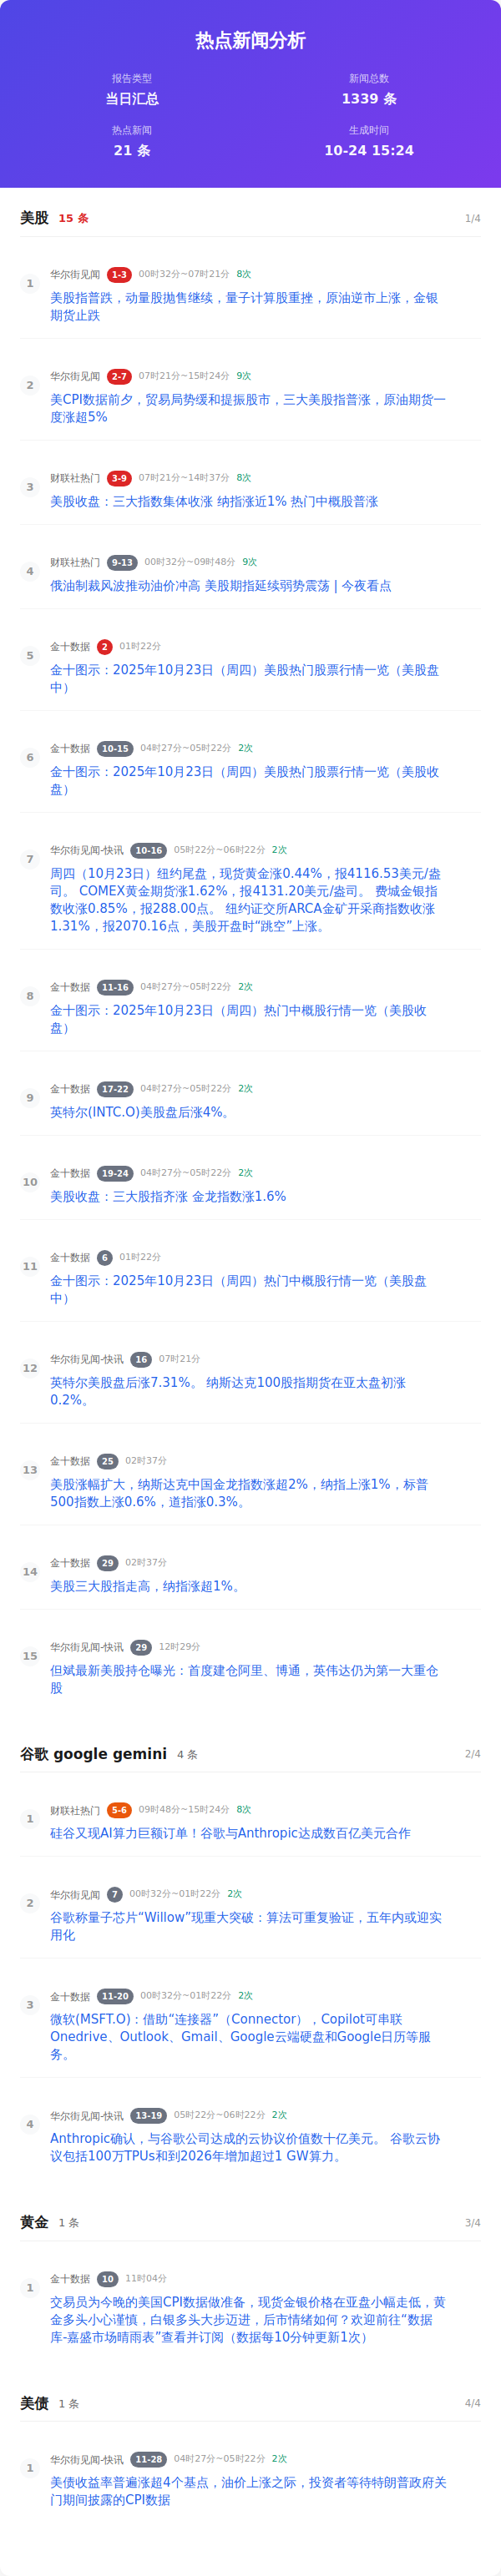 热点新闻分析
报告类型
新闻总数
当日汇总
1339 条
热点新闻
生成时间
21 条
10-24 15:24
美股 15 条 1/4
1
华尔街见闻 1-3 00时32分~07时21分 8次
美股指普跌，动量股抛售继续，量子计算股重挫，原油逆市上涨，金银
期货止跌
2
华尔街见闻 2-7 07时21分~15时24分 9次
美CPI数据前夕，贸易局势缓和提振股市，三大美股指普涨，原油期货一
度涨超5%
3
财联社热门 3-9 07时21分~14时37分 8次
美股收盘：三大指数集体收涨 纳指涨近1% 热门中概股普涨
4
财联社热门 9-13 00时32分~09时48分 9次
俄油制裁风波推动油价冲高 美股期指延续弱势震荡 | 今夜看点
5
金十数据 2 01时22分
金十图示：2025年10月23日（周四）美股热门股票行情一览（美股盘
中）
6
金十数据 10-15 04时27分~05时22分 2次
金十图示：2025年10月23日（周四）美股热门股票行情一览（美股收
盘）
7
华尔街见闻-快讯 10-16 05时22分~06时22分 2次
周四（10月23日）纽约尾盘，现货黄金涨0.44%，报4116.53美元/盎
司。 COMEX黄金期货涨1.62%，报4131.20美元/盎司。 费城金银指
数收涨0.85%，报288.00点。 纽约证交所ARCA金矿开采商指数收涨
1.31%，报2070.16点，美股开盘时“跳空”上涨。
8
金十数据 11-16 04时27分~05时22分 2次
金十图示：2025年10月23日（周四）热门中概股行情一览（美股收
盘）
9
金十数据 17-22 04时27分~05时22分 2次
英特尔(INTC.O)美股盘后涨4%。
10
金十数据 19-24 04时27分~05时22分 2次
美股收盘：三大股指齐涨 金龙指数涨1.6%
11
金十数据 6 01时22分
金十图示：2025年10月23日（周四）热门中概股行情一览（美股盘
中）
12
华尔街见闻-快讯 16 07时21分
英特尔美股盘后涨7.31%。 纳斯达克100股指期货在亚太盘初涨
0.2%。
13
金十数据 25 02时37分
美股涨幅扩大，纳斯达克中国金龙指数涨超2%，纳指上涨1%，标普
500指数上涨0.6%，道指涨0.3%。
14
金十数据 29 02时37分
美股三大股指走高，纳指涨超1%。
15
华尔街见闻-快讯 29 12时29分
但斌最新美股持仓曝光：首度建仓阿里、博通，英伟达仍为第一大重仓
股
谷歌 google gemini 4 条 2/4
1
财联社热门 5-6 09时48分~15时24分 8次
硅谷又现AI算力巨额订单！谷歌与Anthropic达成数百亿美元合作
2
华尔街见闻 7 00时32分~01时22分 2次
谷歌称量子芯片“Willow”现重大突破：算法可重复验证，五年内或迎实
用化
3
金十数据 11-20 00时32分~01时22分 2次
微软(MSFT.O)：借助“连接器”（Connector），Copilot可串联
Onedrive、Outlook、Gmail、Google云端硬盘和Google日历等服
务。
4
华尔街见闻-快讯 13-19 05时22分~06时22分 2次
Anthropic确认，与谷歌公司达成的云协议价值数十亿美元。 谷歌云协
议包括100万TPUs和到2026年增加超过1 GW算力。
黄金 1 条 3/4
1
金十数据 10 11时04分
交易员为今晚的美国CPI数据做准备，现货金银价格在亚盘小幅走低，黄
金多头小心谨慎，白银多头大步迈进，后市情绪如何？欢迎前往“数据
库-嘉盛市场晴雨表”查看并订阅（数据每10分钟更新1次）
美债 1 条 4/4
1
华尔街见闻-快讯 11-28 04时27分~05时22分 2次
美债收益率普遍涨超4个基点，油价上涨之际，投资者等待特朗普政府关
门期间披露的CPI数据